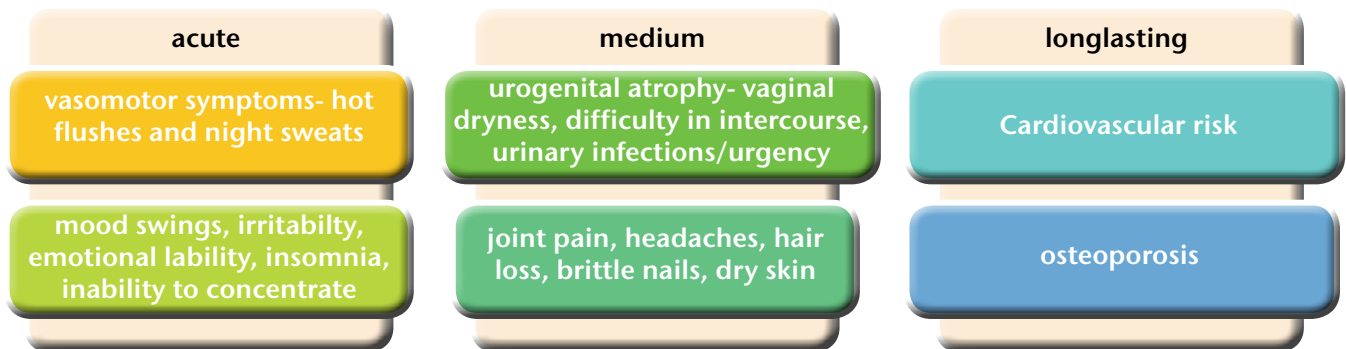 acute
vasomotor symptoms- hot
flushes and night sweats
mood swings, irritabilty,
emotional lability, insomnia,
inability to concentrate
medium
urogenital atrophy- vaginal
dryness, difficulty in intercourse,
urinary infections/urgency
joint pain, headaches, hair
loss, brittle nails, dry skin
longlasting
Cardiovascular risk
osteoporosis